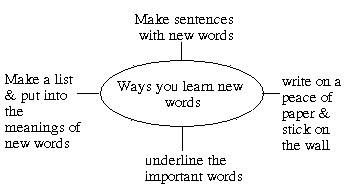 Make sentences
with new words
Make a list
& put into
the
meanings of
new words
Ways you learn new
words
write on a
peace of
paper &
stick on
the wall
underline the
important words